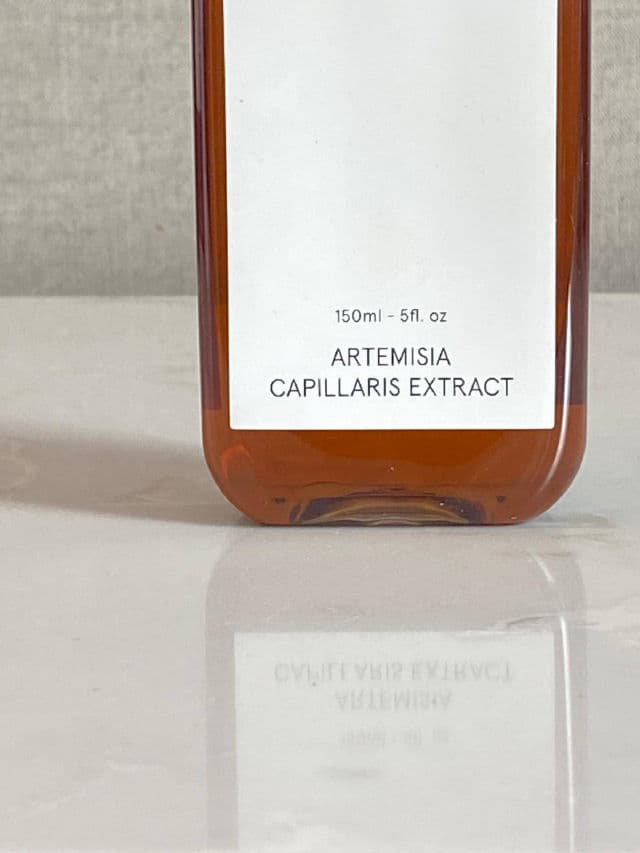 150ml - 5fl. oz
ARTEMISIA
CAPILLARIS EXTRACT